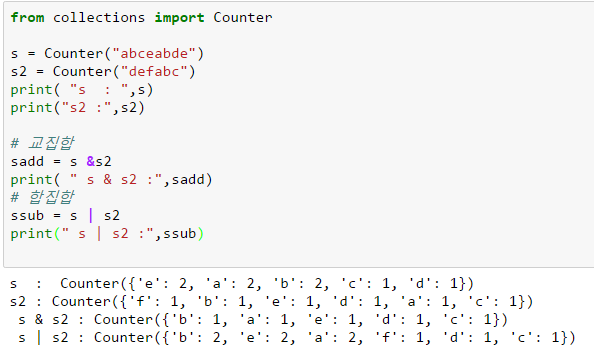 from collections import Counter
s = Counter("abceabde")
s2 = Counter("defabc")
print( "s  : ",s)
print("s2 :",s2)
# 교집합
sadd = s &s2
print( " s & s2 :",sadd)
# 합집합
ssub = s | s2
print(" s | s2 :",ssub)
s  :  Counter({'e': 2, 'a': 2, 'b': 2, 'c': 1, 'd': 1})
s2 : Counter({'f': 1, 'b': 1, 'e': 1, 'd': 1, 'a': 1, 'c': 1})
 s & s2 : Counter({'b': 1, 'a': 1, 'e': 1, 'd': 1, 'c': 1})
 s | s2 : Counter({'b': 2, 'e': 2, 'a': 2, 'f': 1, 'd': 1, 'c': 1})